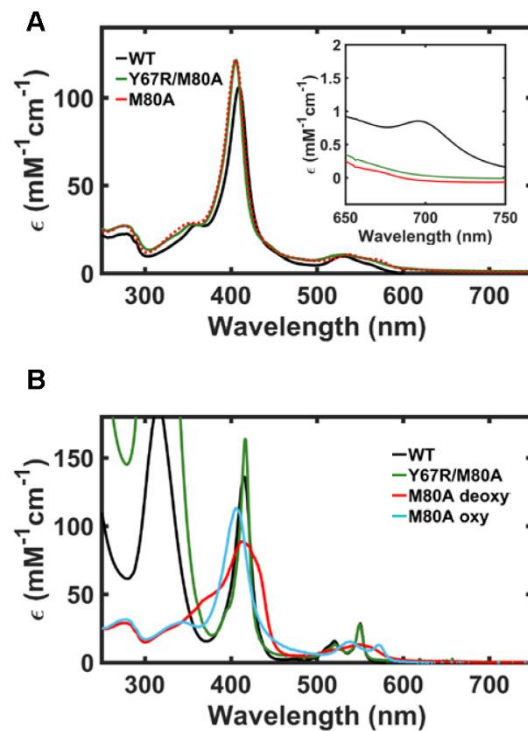 A
WT
Y67R/M80A
M80A
ϵ (mM⁻¹cm⁻¹)
100
50
0
300
400
500
600
700
Wavelength (nm)
2
1.5
1
0.5
0
ϵ (mM⁻¹cm⁻¹)
650
700
750
Wavelength (nm)
B
WT
Y67R/M80A
M80A deoxy
M80A oxy
ϵ (mM⁻¹cm⁻¹)
150
100
50
0
300
400
500
600
700
Wavelength (nm)